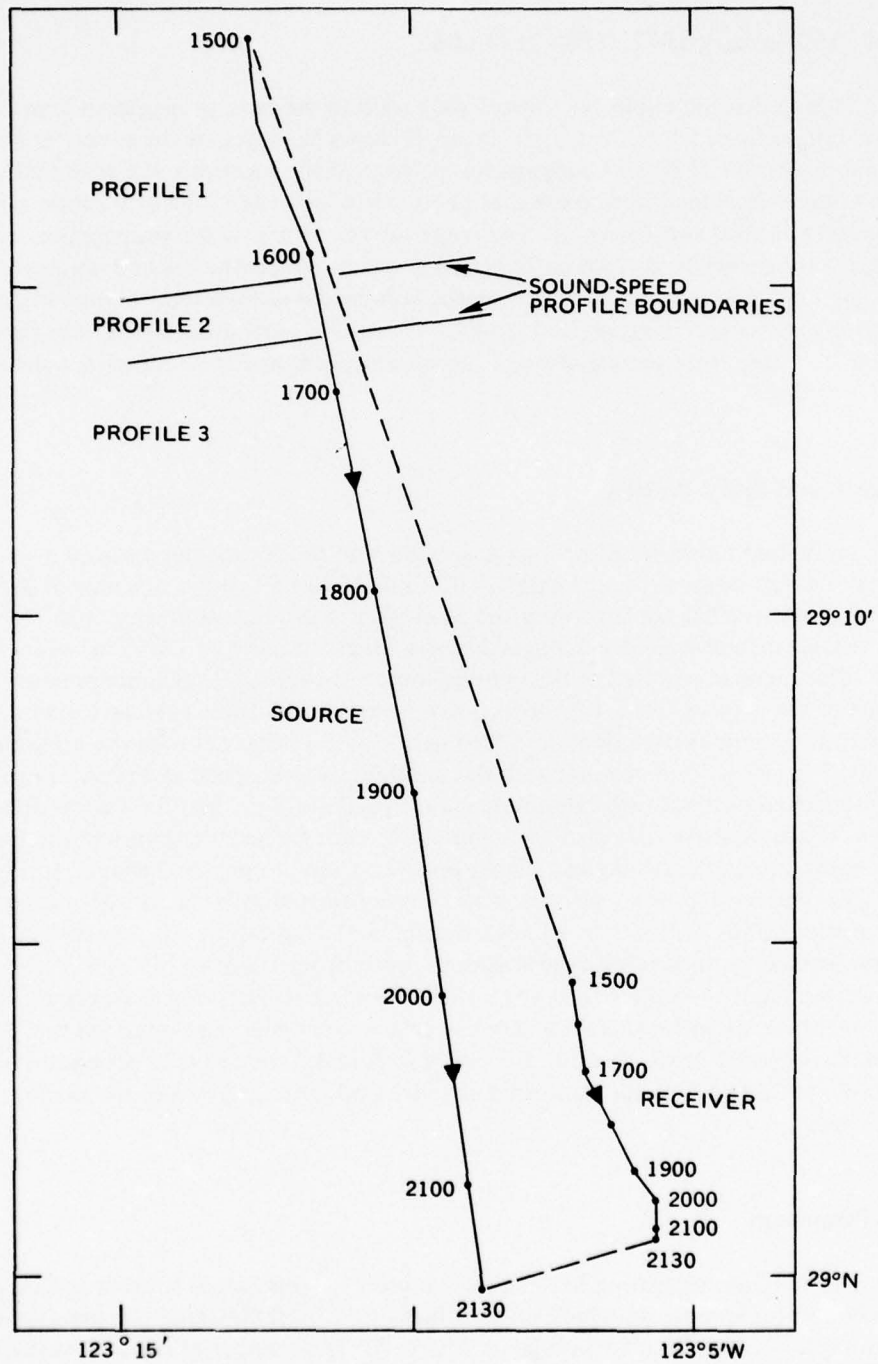 1500
PROFILE 1
1600
SOUND-SPEED
PROFILE BOUNDARIES
PROFILE 2
1700
PROFILE 3
1800
29°10'
SOURCE
1900
1500
2000
1700
RECEIVER
1900
2100
2000
2100
2130
29°N
2130
123°15'
123°5'W